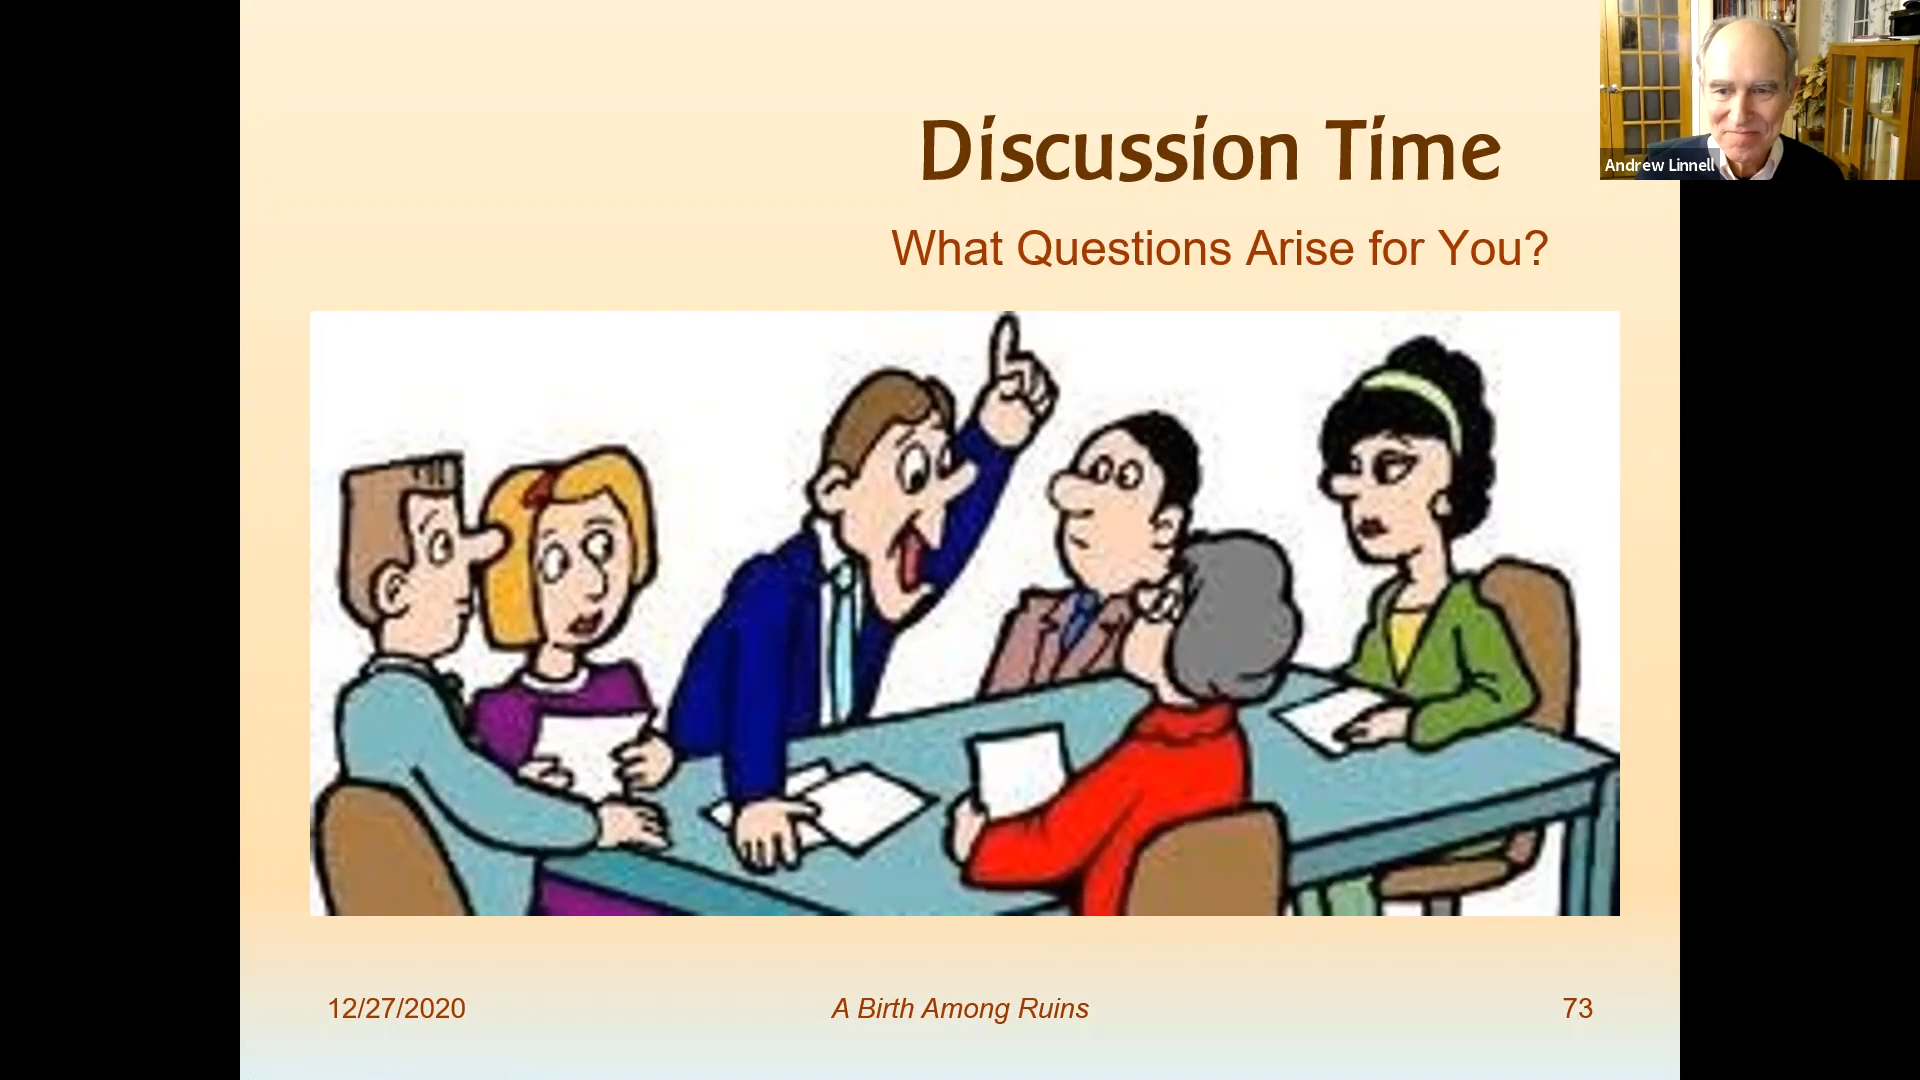 Discussion Time
Andrew Linnell
What Questions Arise for You?
12/27/2020
A Birth Among Ruins
73